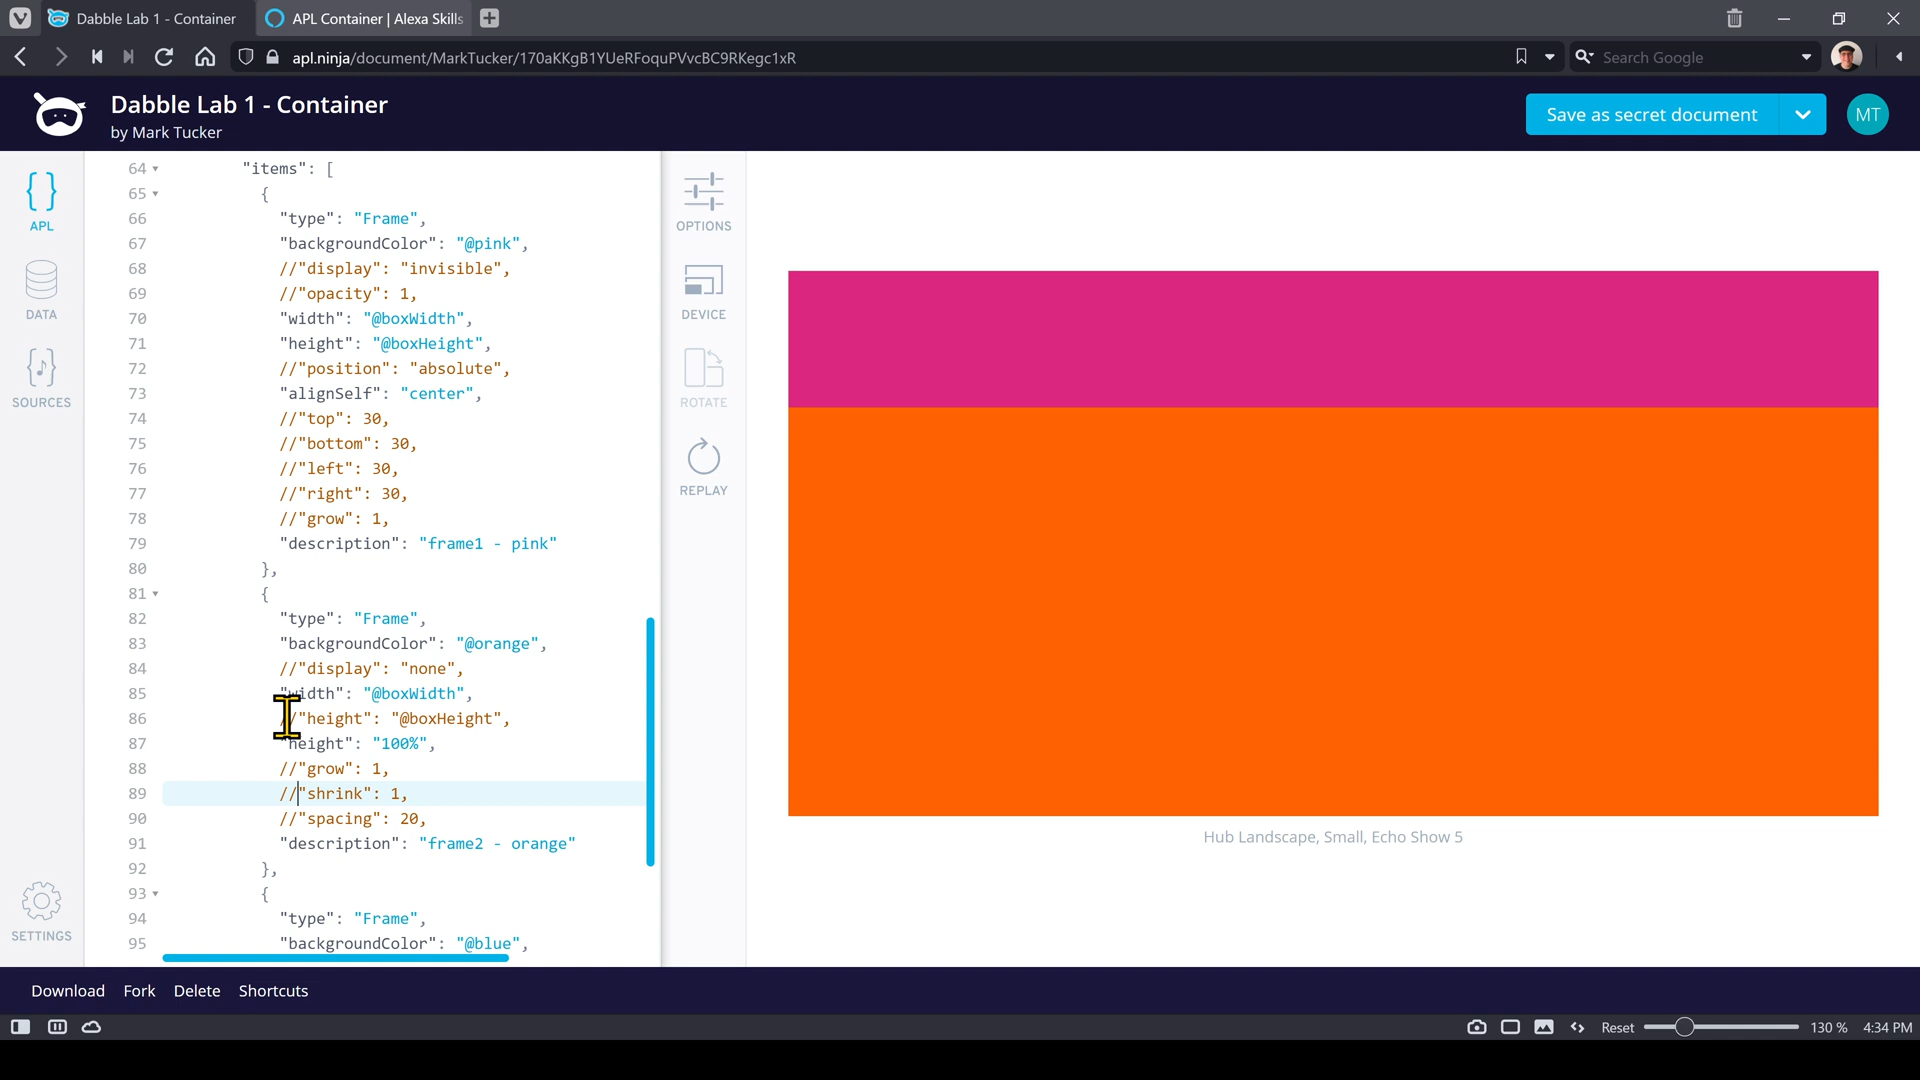 Dabble Lab 1 - Container
APL Container | Alexa Skills
apl.ninja/document/MarkTucker/170aKKgB1YUeRFoquPVvcBC9RKegc1xR
Search Google
Dabble Lab 1 - Container
by Mark Tucker
Save as secret document
MT
APL
DATA
SOURCES
SETTINGS
64 "items": [
65 {
66 "type": "Frame",
67 "backgroundColor": "@pink",
68 //"display": "invisible",
69 //"opacity": 1,
70 "width": "@boxWidth",
71 "height": "@boxHeight",
72 //"position": "absolute",
73 "alignSelf": "center",
74 //"top": 30,
75 //"bottom": 30,
76 //"left": 30,
77 //"right": 30,
78 //"grow": 1,
79 "description": "frame1 - pink"
80 },
81 {
82 "type": "Frame",
83 "backgroundColor": "@orange",
84 //"display": "none",
85 "width": "@boxWidth",
86 //"height": "@boxHeight",
87 "height": "100%",
88 //"grow": 1,
89 //"shrink": 1,
90 //"spacing": 20,
91 "description": "frame2 - orange"
92 },
93 {
94 "type": "Frame",
95 "backgroundColor": "@blue",
OPTIONS
DEVICE
ROTATE
REPLAY
Hub Landscape, Small, Echo Show 5
Download Fork Delete Shortcuts
Reset 130 % 4:34 PM